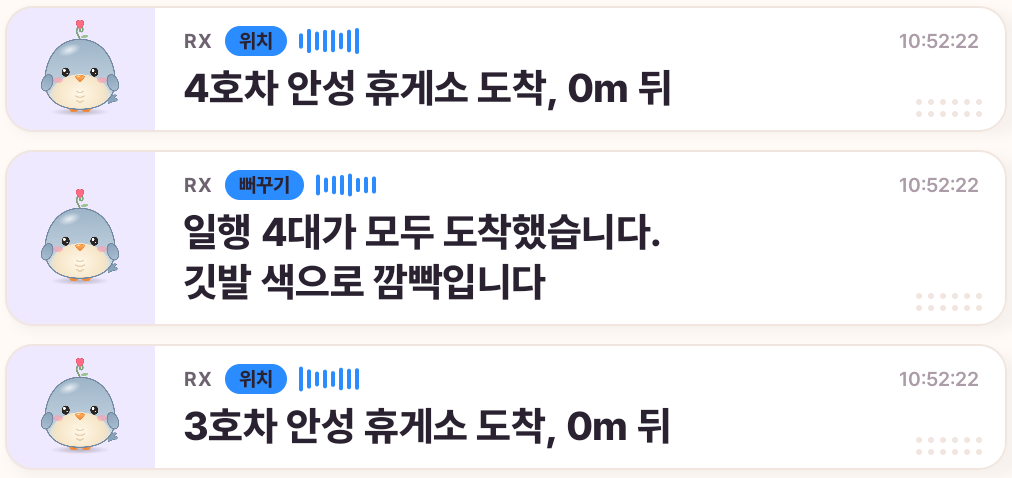 RX 위치 10:52:22
4호차 안성 휴게소 도착, 0m 뒤
RX 뻐꾸기 10:52:22
일행 4대가 모두 도착했습니다.
깃발 색으로 깜빡입니다
RX 위치 10:52:22
3호차 안성 휴게소 도착, 0m 뒤